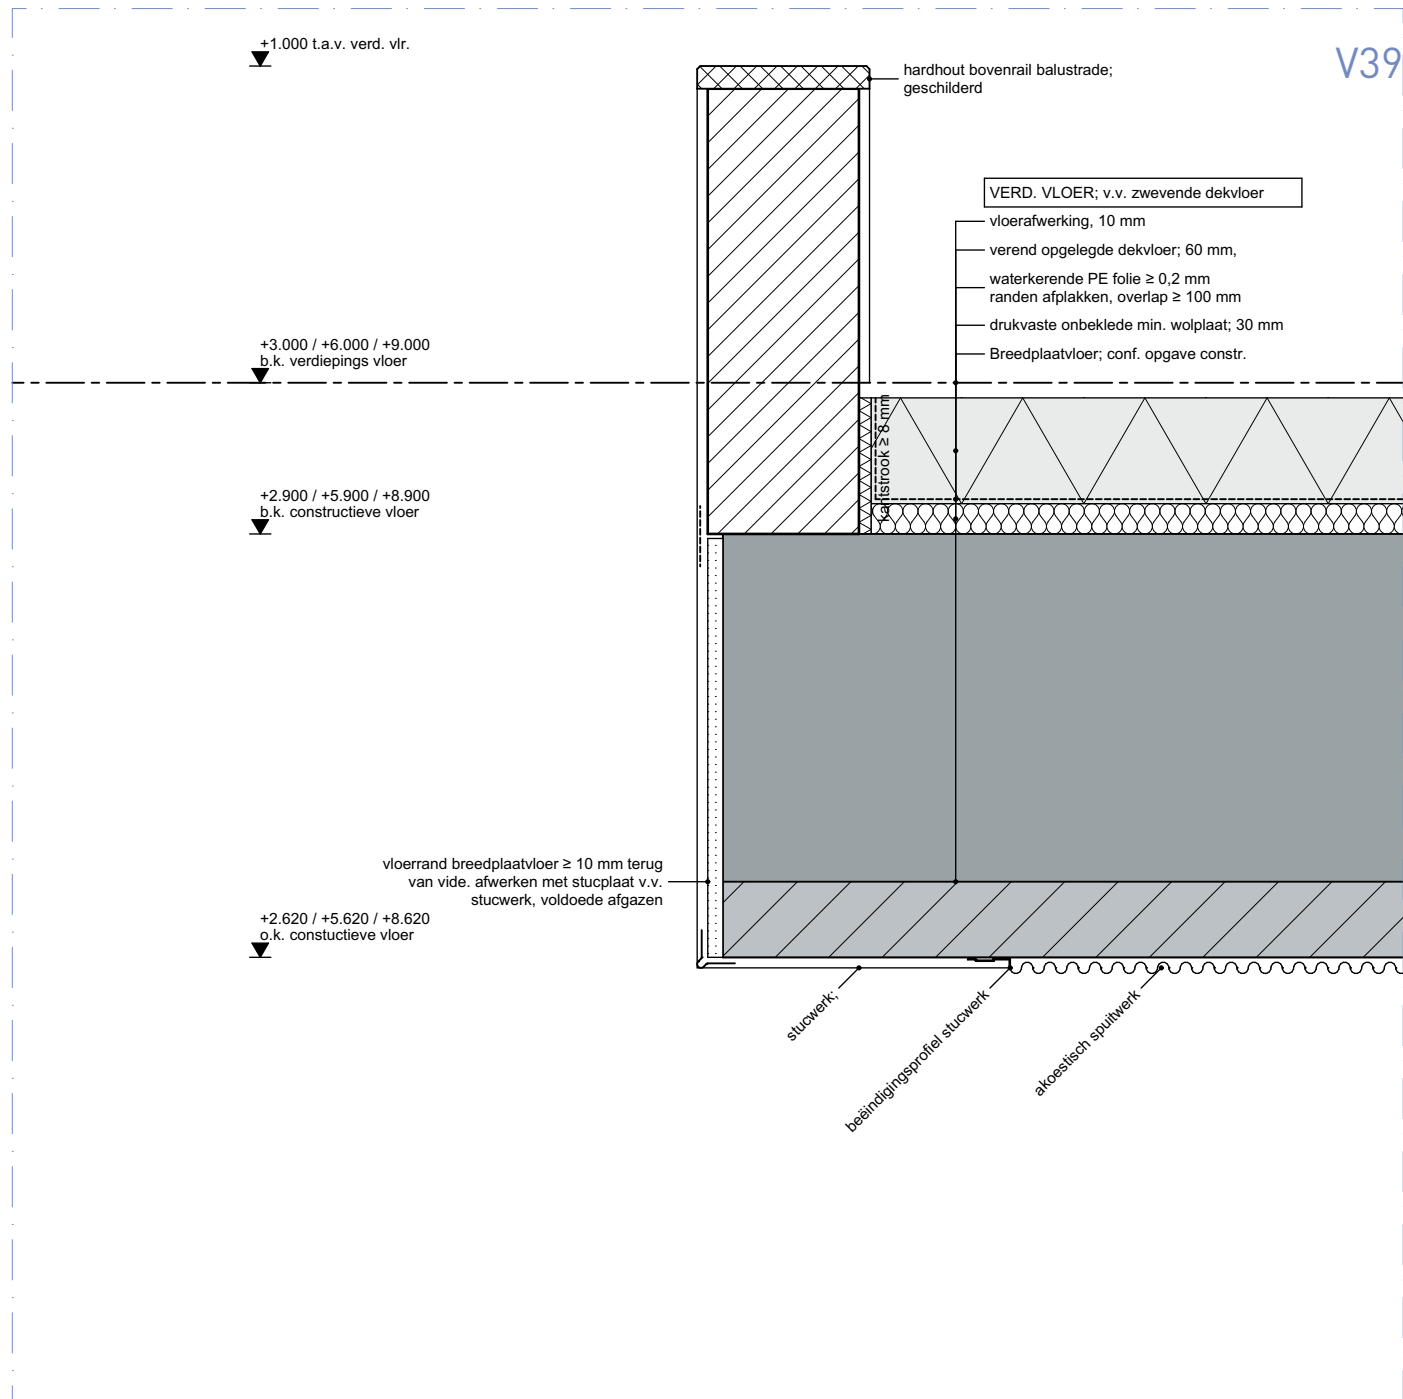 +1.000 t.a.v. verd. vlr.
V39
hardhout bovenrail balustrade;
geschilderd
VERD. VLOER; v.v. zwevende dekvloer
vloerafwerking, 10 mm
verend opgelegde dekvloer; 60 mm,
waterkerende PE folie ≥ 0,2 mm
randen afplakken, overlap ≥ 100 mm
drukvaste onbeklede min. wolplaat; 30 mm
Breedplaatvloer; conf. opgave constr.
+3.000 / +6.000 / +9.000
b.k. verdiepings vloer
kantstrook ≥ 8 mm
+2.900 / +5.900 / +8.900
b.k. constructieve vloer
vloerrand breedplaatvloer ≥ 10 mm terug
van vide. afwerken met stucplaat v.v.
stucwerk, voldoede afgazen
+2.620 / +5.620 / +8.620
o.k. constuctieve vloer
stucwerk;
beëindigingsprofiel stucwerk
akoestisch spuitwerk